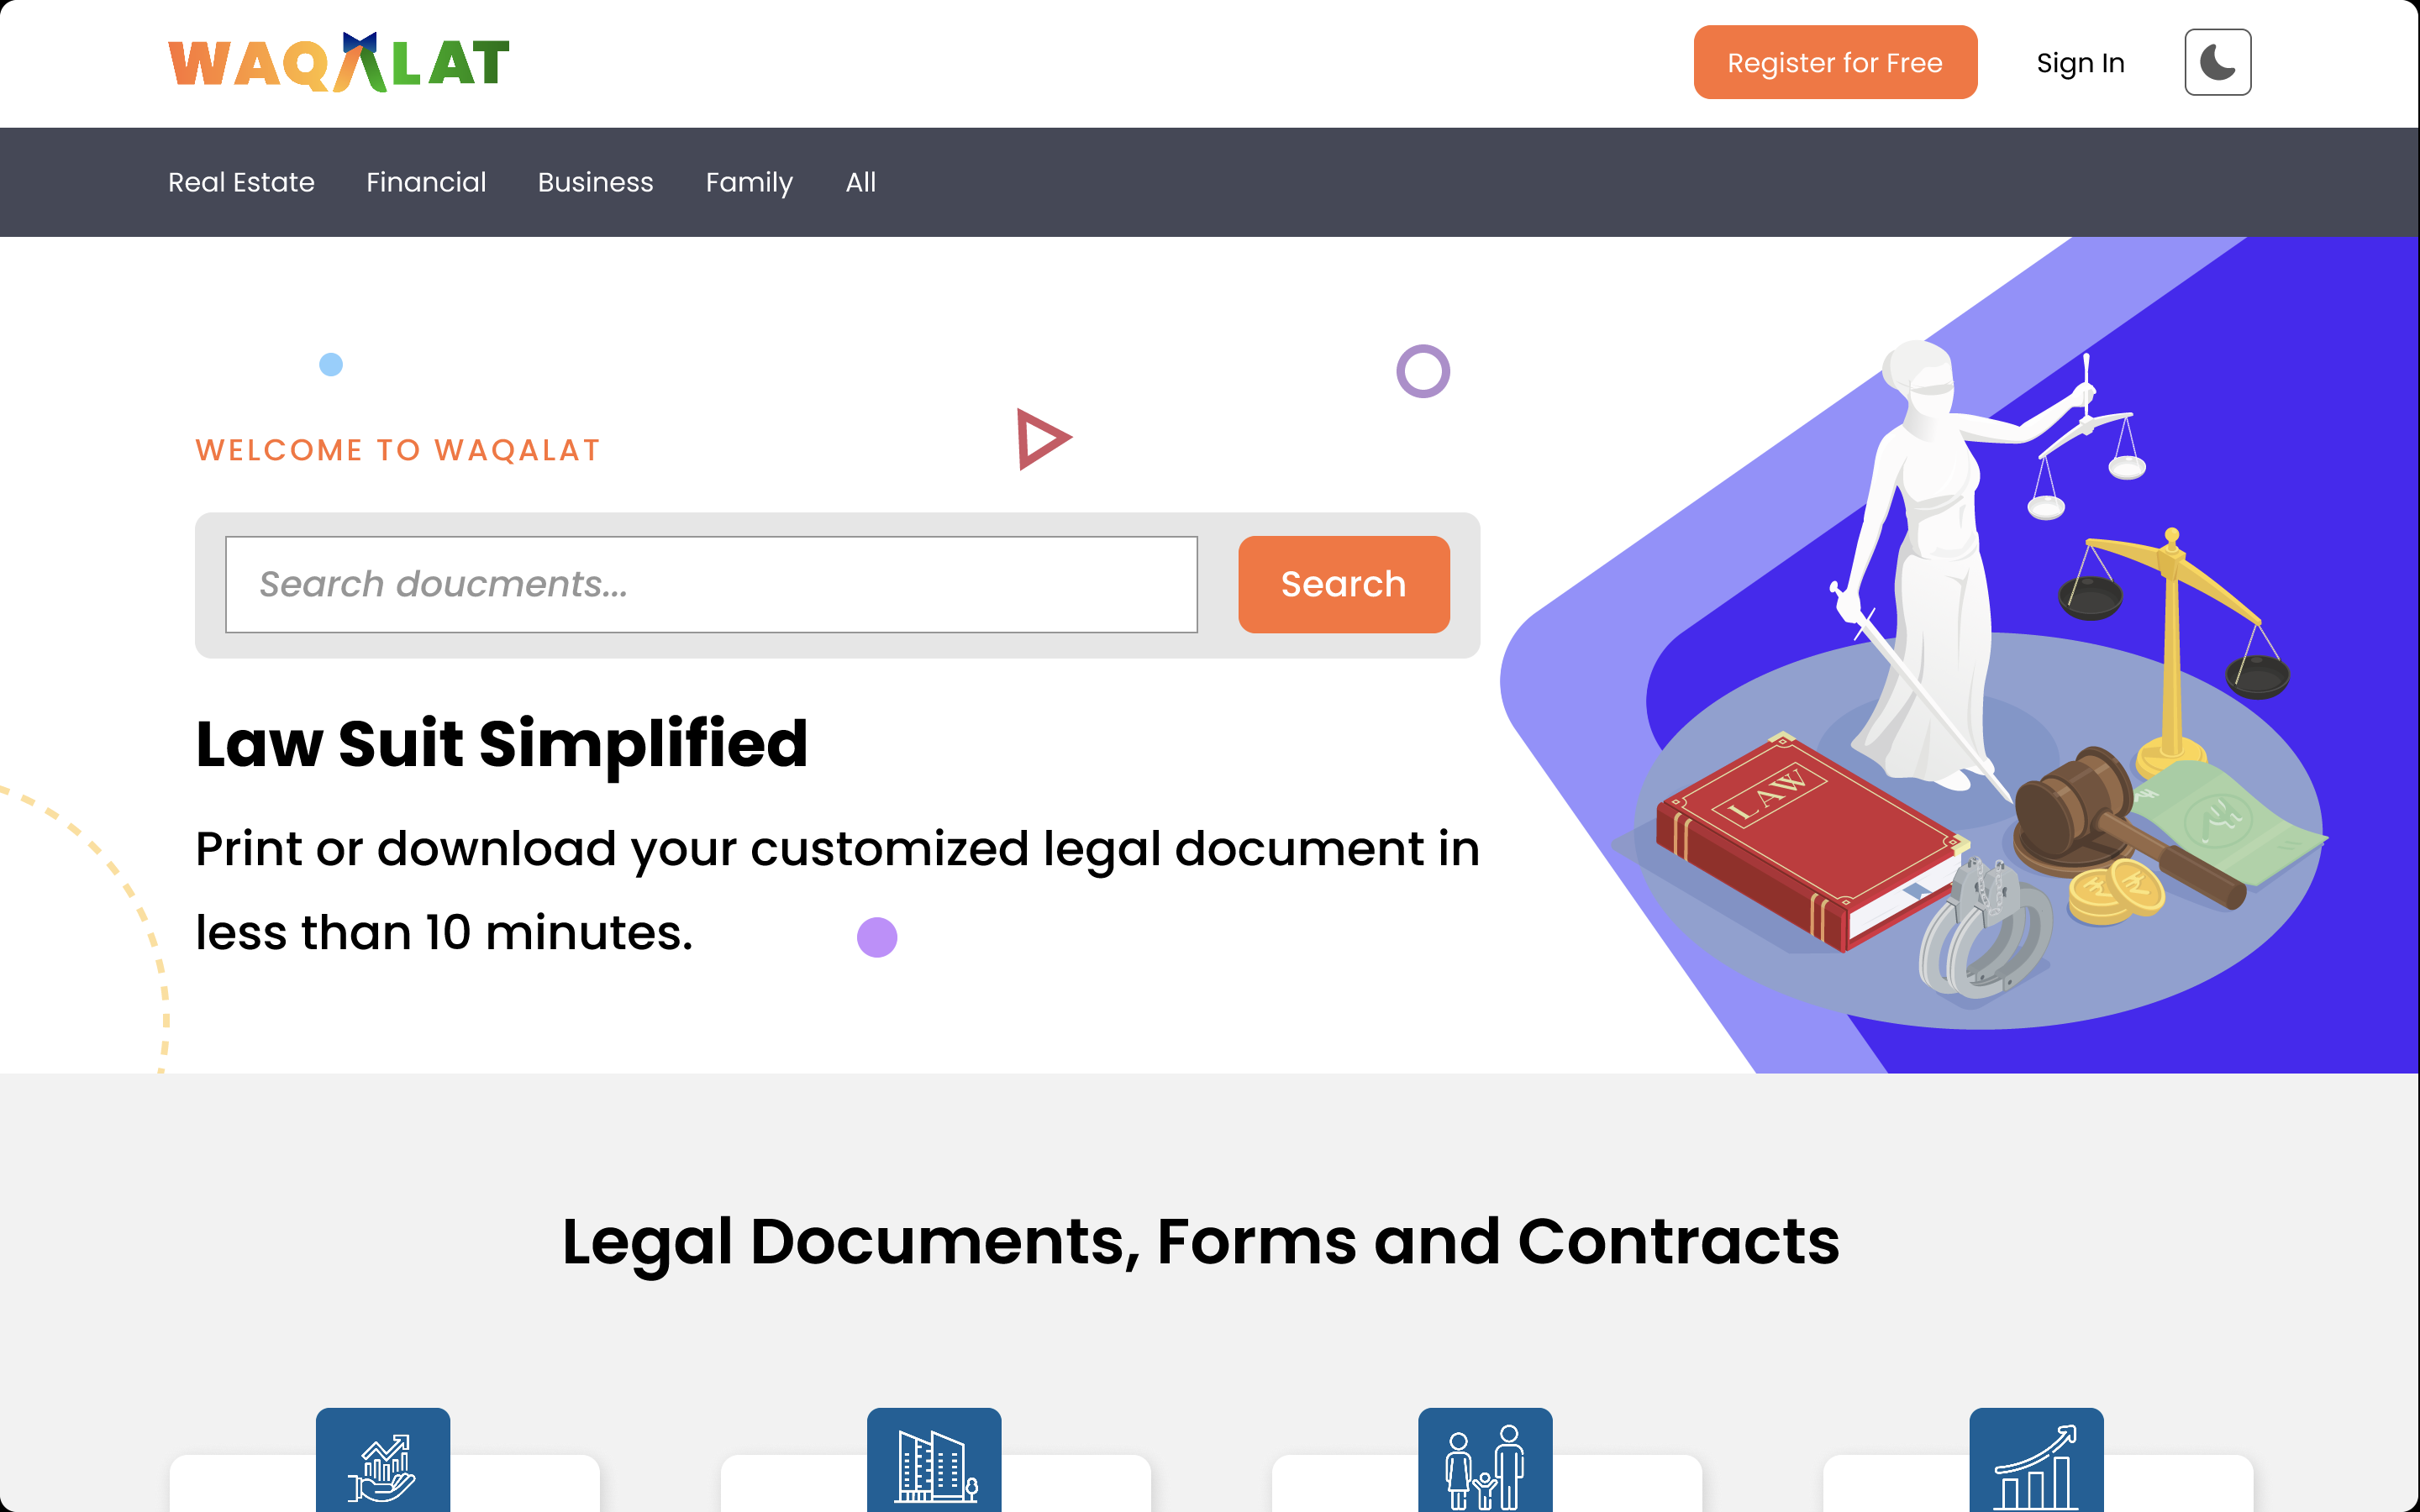 WAQALAT
Register for Free
Sign In
Real Estate
Financial
Business
Family
All
WELCOME TO WAQALAT
Search doucments...
Search
Law Suit Simplified
Print or download your customized legal document in
less than 10 minutes.
LAW
Legal Documents, Forms and Contracts